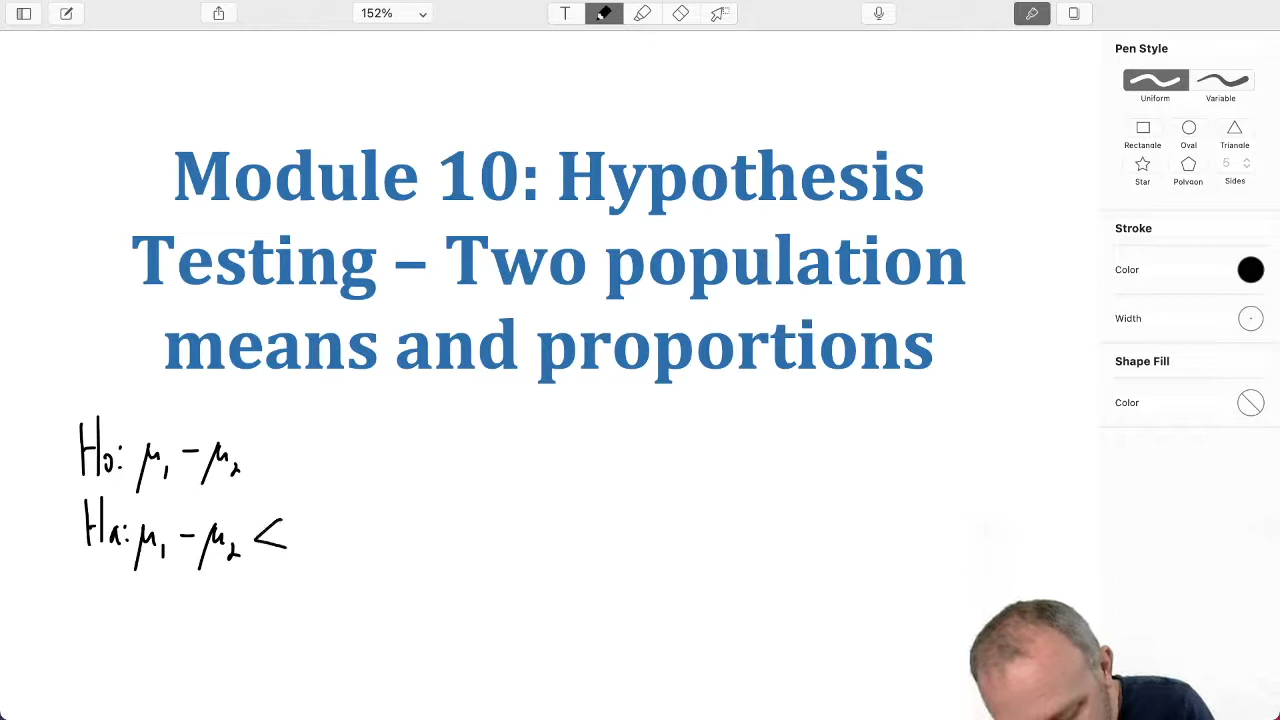 152%
T
Pen Style
Uniform
Variable
Rectangle
Oval
Triangle
5
Star
Polygon
Sides
Stroke
Color
Width
Shape Fill
Color
Module 10: Hypothesis
Testing – Two population
means and proportions
H₀: μ₁ − μ₂
Ha: μ₁ − μ₂ <